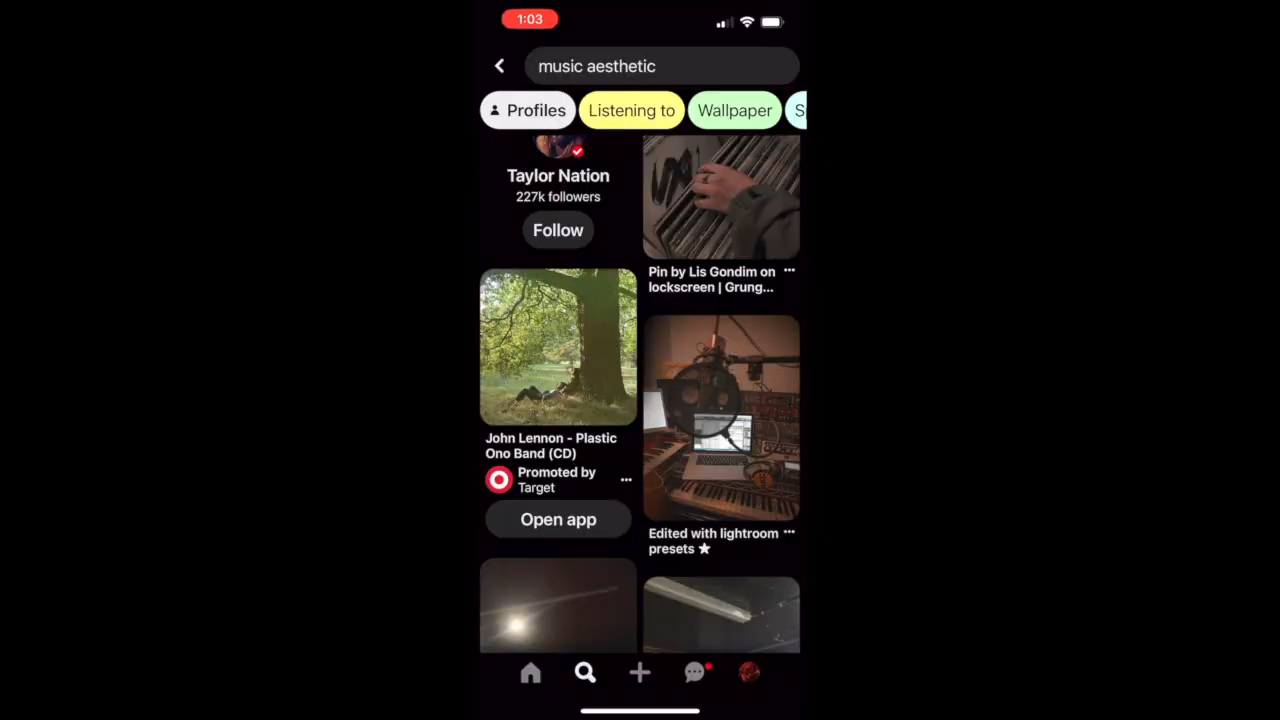 1:03
music aesthetic
Profiles
Listening to
Wallpaper
Taylor Nation
227k followers
Follow
Pin by Lis Gondim on
lockscreen | Grung...
John Lennon - Plastic
Ono Band (CD)
Promoted by
Target
Open app
Edited with lightroom
presets ★